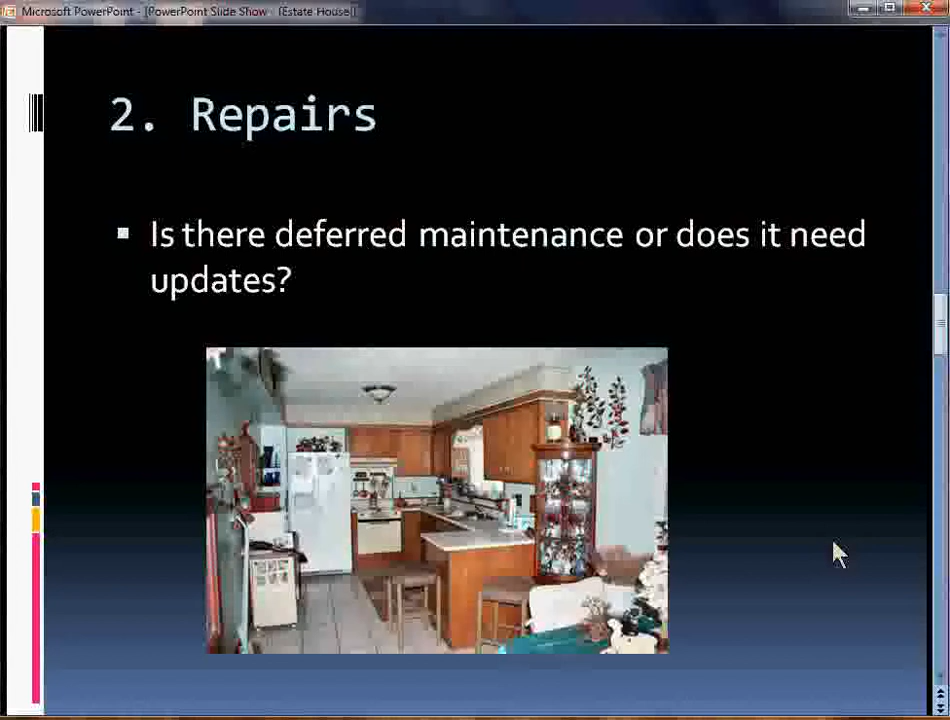 Microsoft PowerPoint - [PowerPoint Slide Show - [Estate House]]
2. Repairs
Is there deferred maintenance or does it need
updates?